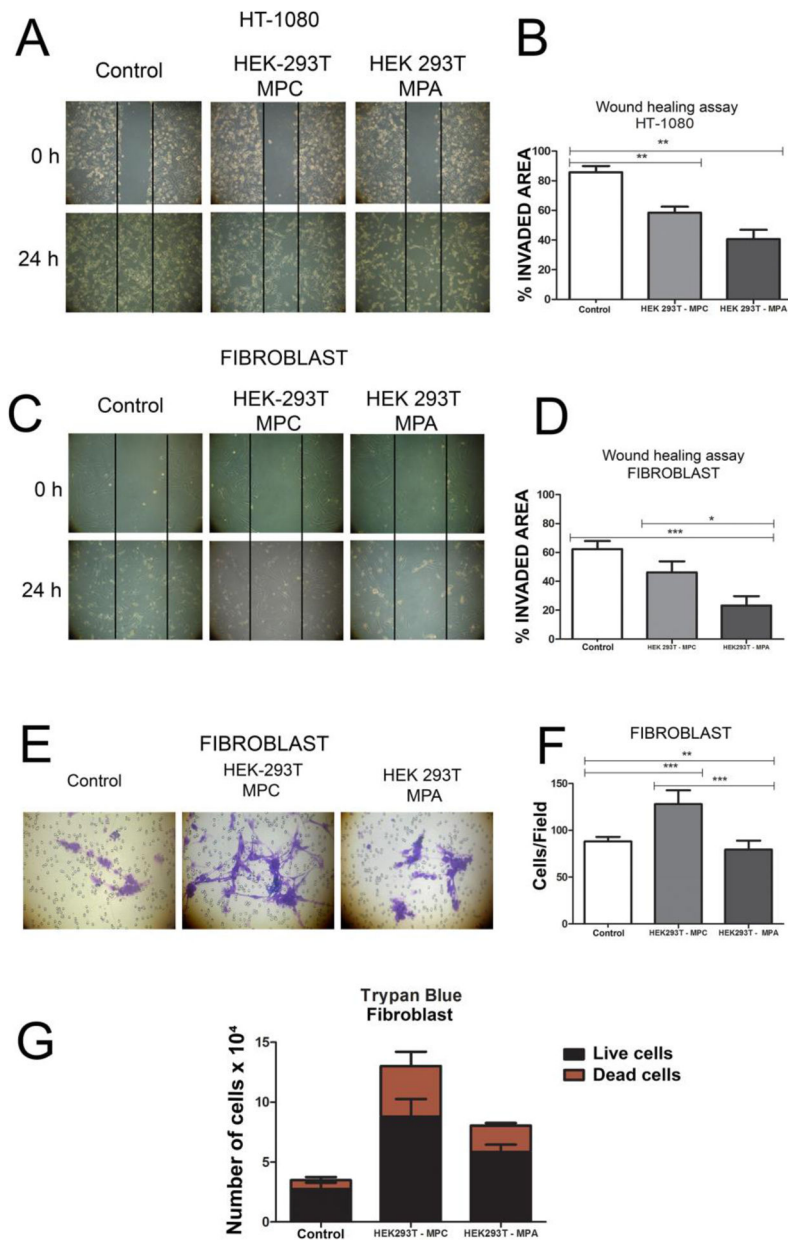 A
HT-1080
Control
HEK-293T
MPC
HEK 293T
MPA
0 h
24 h
B
Wound healing assay
HT-1080
**
**
% INVADED AREA
100
80
60
40
20
0
Control
HEK 293T - MPC
HEK 293T - MPA
FIBROBLAST
C
Control
HEK-293T
MPC
HEK 293T
MPA
0 h
24 h
D
Wound healing assay
FIBROBLAST
*
***
% INVADED AREA
100
80
60
40
20
0
Control
HEK 293T - MPC
HEK293T - MPA
E
FIBROBLAST
Control
HEK-293T
MPC
HEK 293T
MPA
F
FIBROBLAST
**
***
***
Cells/Field
150
100
50
0
Control
HEK293T - MPC
HEK293T - MPA
G
Trypan Blue
Fibroblast
Number of cells x 10⁴
15
10
5
0
Control
HEK293T - MPC
HEK293T - MPA
Live cells
Dead cells